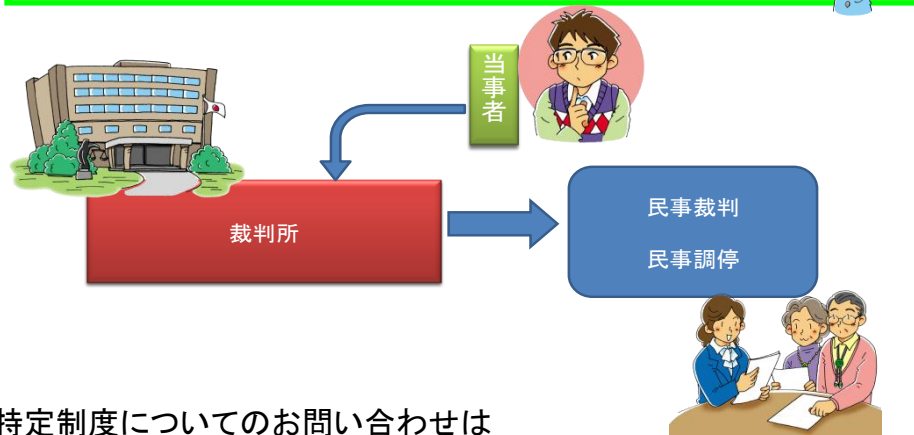 当事者
裁判所
民事裁判
民事調停
特定制度についてのお問い合わせは